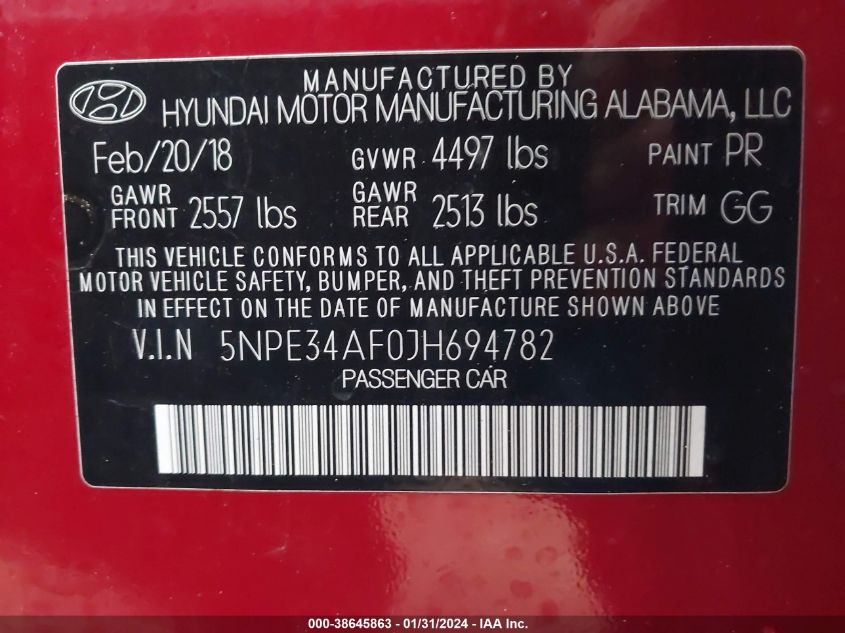 MANUFACTURED BY
HYUNDAI MOTOR MANUFACTURING ALABAMA, LLC
Feb/20/18 GVWR 4497 lbs PAINT PR
GAWR FRONT 2557 lbs GAWR REAR 2513 lbs TRIM GG
THIS VEHICLE CONFORMS TO ALL APPLICABLE U.S.A. FEDERAL
MOTOR VEHICLE SAFETY, BUMPER, AND THEFT PREVENTION STANDARDS
IN EFFECT ON THE DATE OF MANUFACTURE SHOWN ABOVE
V.I.N 5NPE34AF0JH694782
PASSENGER CAR
000-38645863 - 01/31/2024 - IAA Inc.